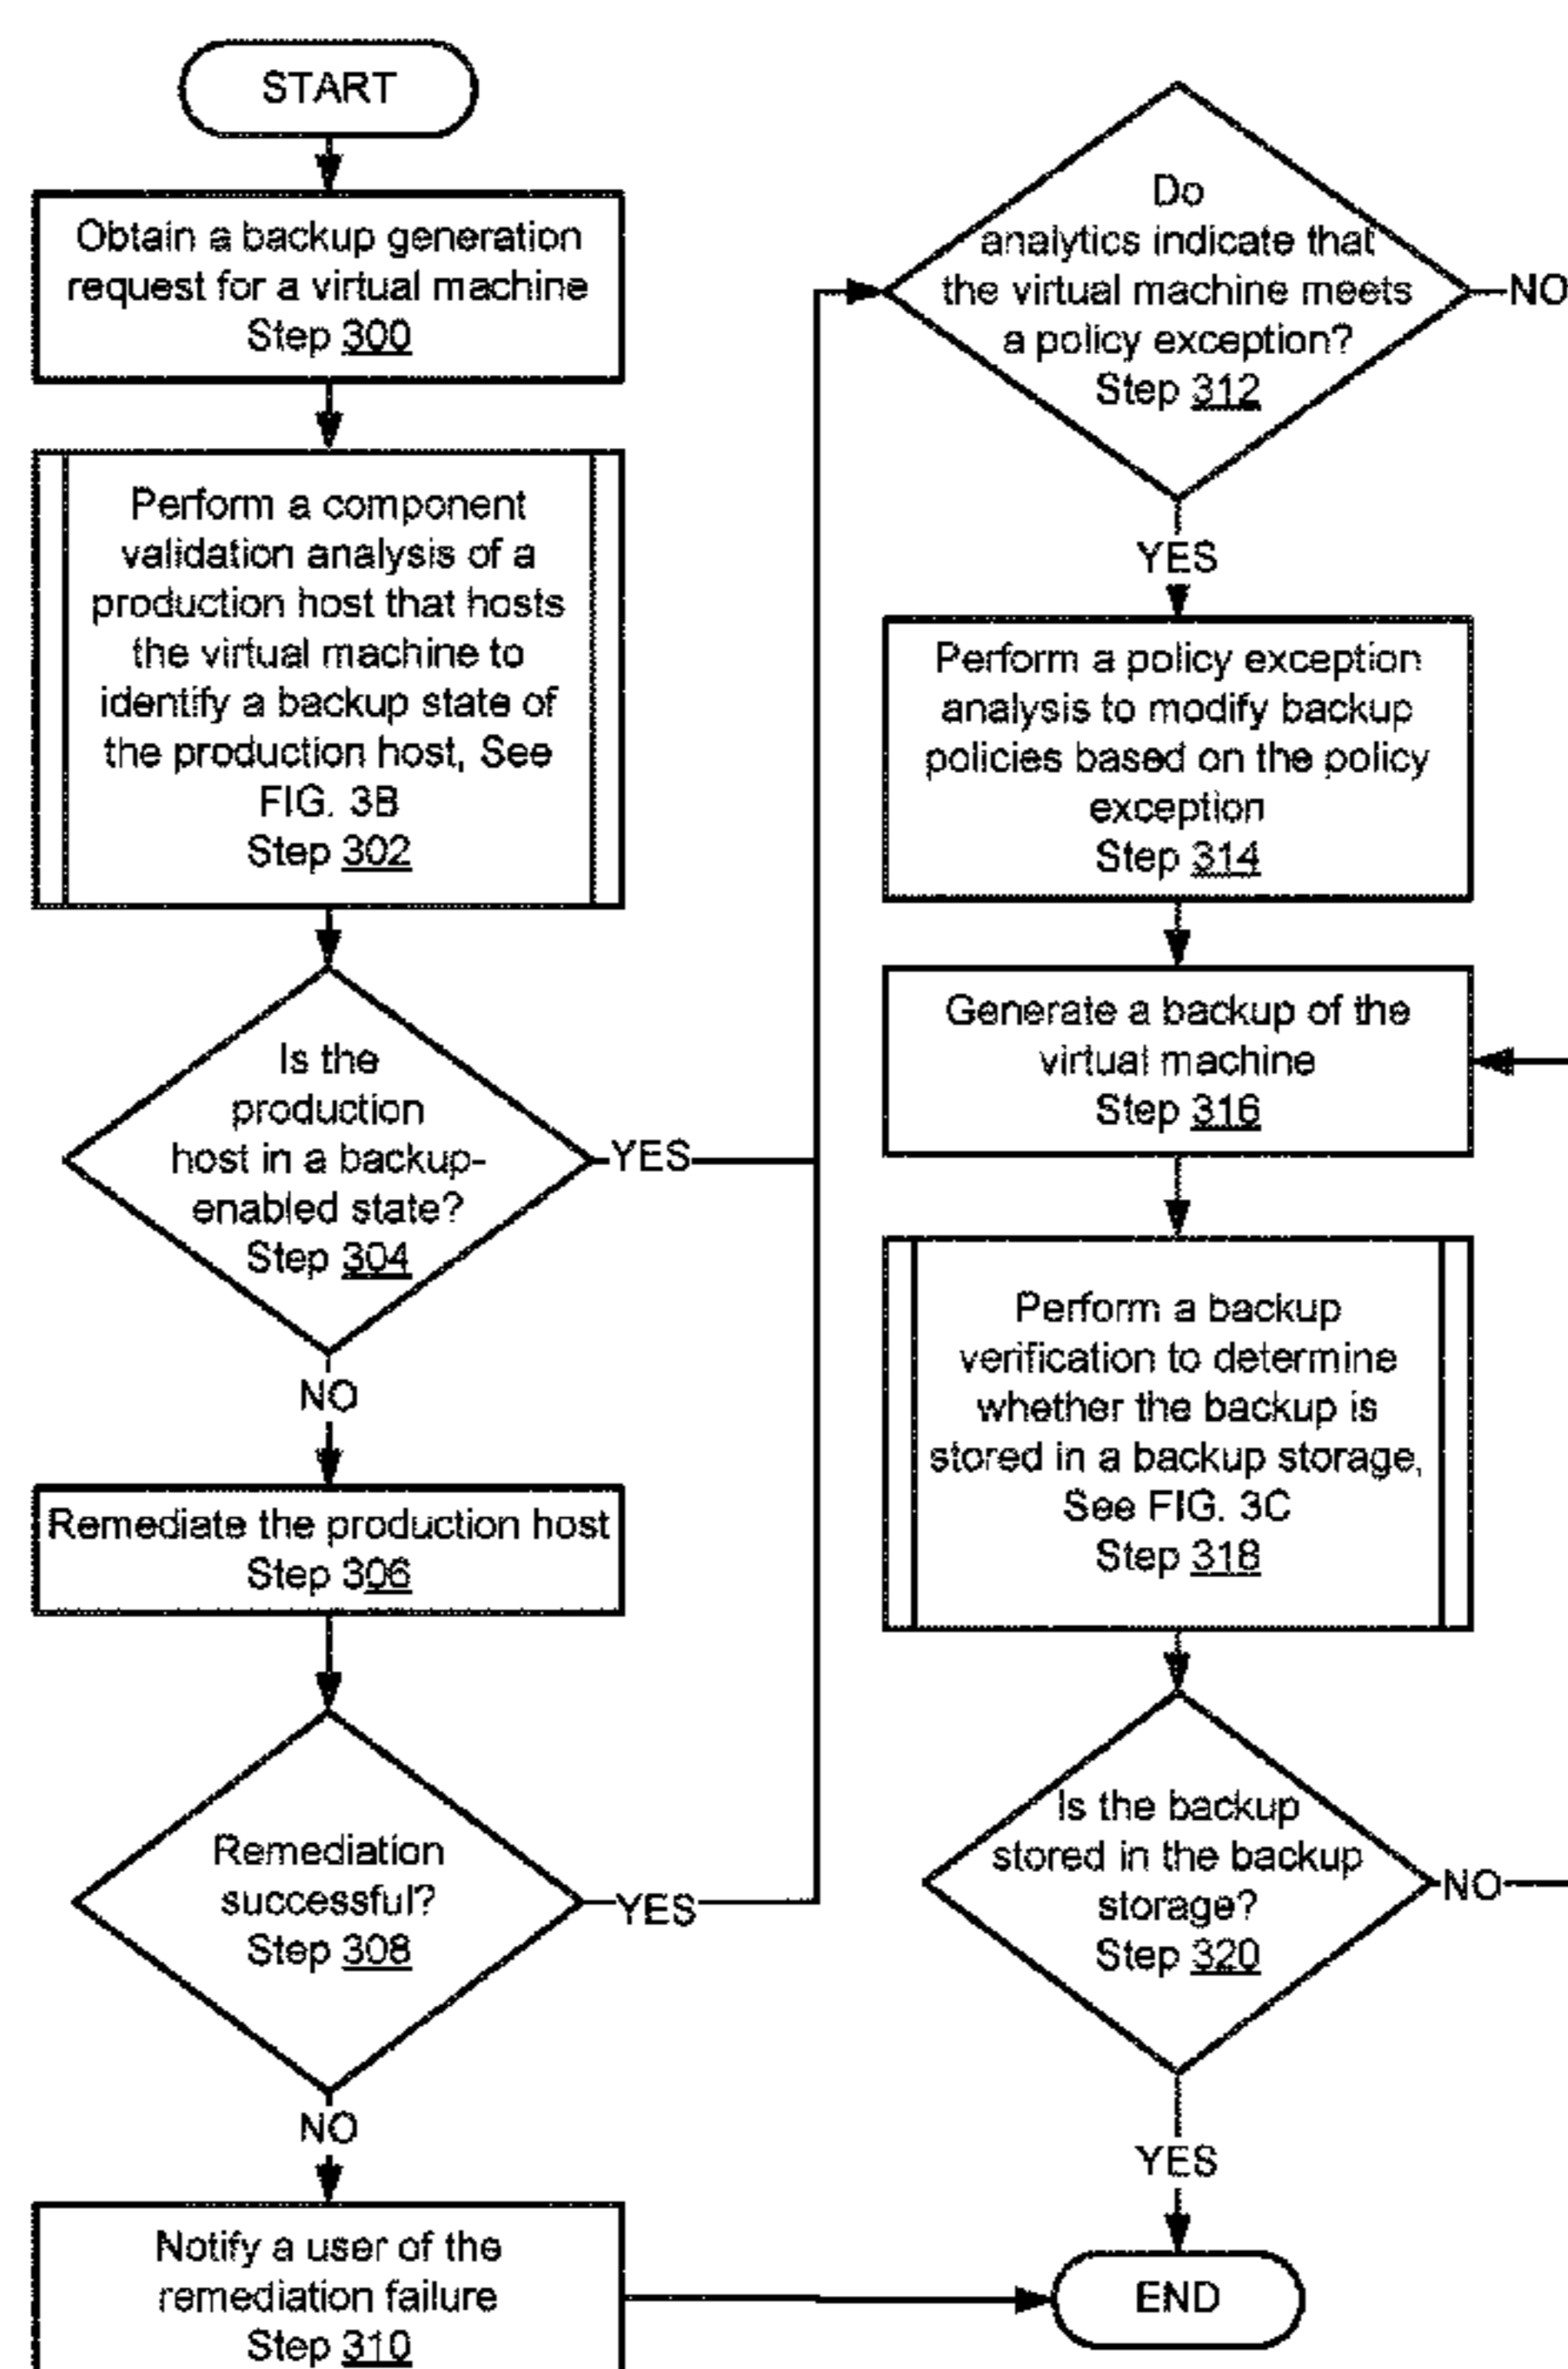 START
Obtain a backup generation
request for a virtual machine
Step 300
Perform a component
validation analysis of a
production host that hosts
the virtual machine to
identify a backup state of
the production host, See
FIG. 3B
Step 302
Is the
production
host in a backup-
enabled state?
Step 304
YES
NO
Remediate the production host
Step 306
Remediation
successful?
Step 308
YES
NO
Notify a user of the
remediation failure
Step 310
Do
analytics indicate that
the virtual machine meets
a policy exception?
Step 312
NO
YES
Perform a policy exception
analysis to modify backup
policies based on the policy
exception
Step 314
Generate a backup of the
virtual machine
Step 316
Perform a backup
verification to determine
whether the backup is
stored in a backup storage,
See FIG. 3C
Step 318
Is the backup
stored in the backup
storage?
Step 320
NO
YES
END